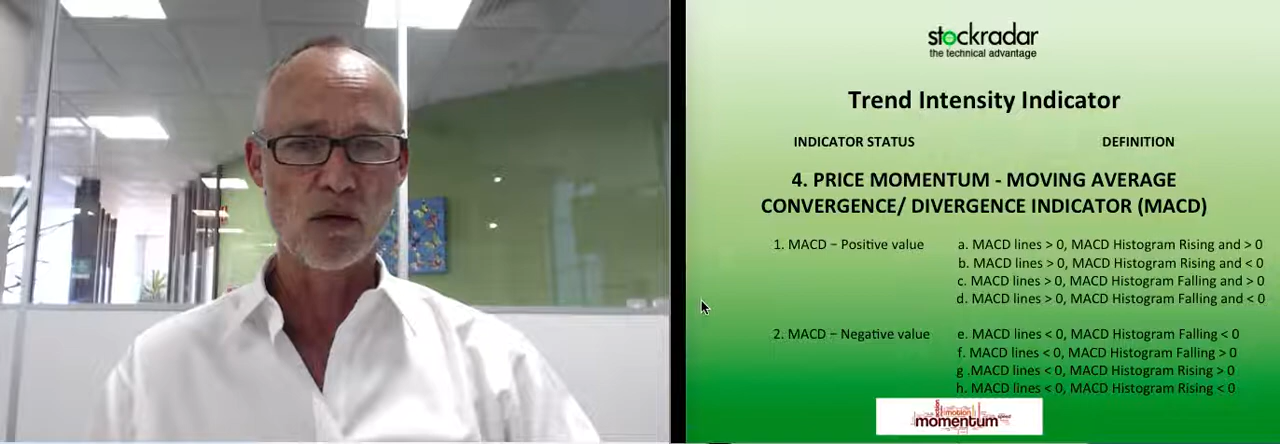 stockradar
the technical advantage
Trend Intensity Indicator
INDICATOR STATUS DEFINITION
4. PRICE MOMENTUM - MOVING AVERAGE
CONVERGENCE/ DIVERGENCE INDICATOR (MACD)
1. MACD – Positive value a. MACD lines > 0, MACD Histogram Rising and > 0
b. MACD lines > 0, MACD Histogram Rising and < 0
c. MACD lines > 0, MACD Histogram Falling and > 0
d. MACD lines > 0, MACD Histogram Falling and < 0
2. MACD – Negative value e. MACD lines < 0, MACD Histogram Falling < 0
f. MACD lines < 0, MACD Histogram Falling > 0
g .MACD lines < 0, MACD Histogram Rising > 0
h. MACD lines < 0, MACD Histogram Rising < 0
motion
momentum